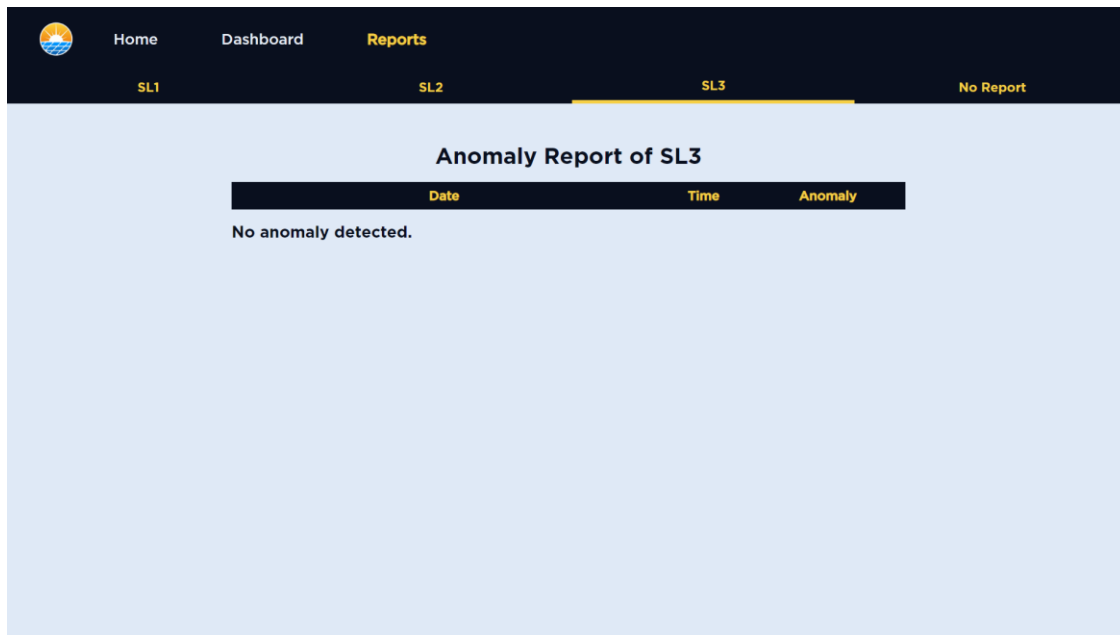 Home Dashboard Reports
SL1 SL2 SL3 No Report
Anomaly Report of SL3
Date Time Anomaly
No anomaly detected.